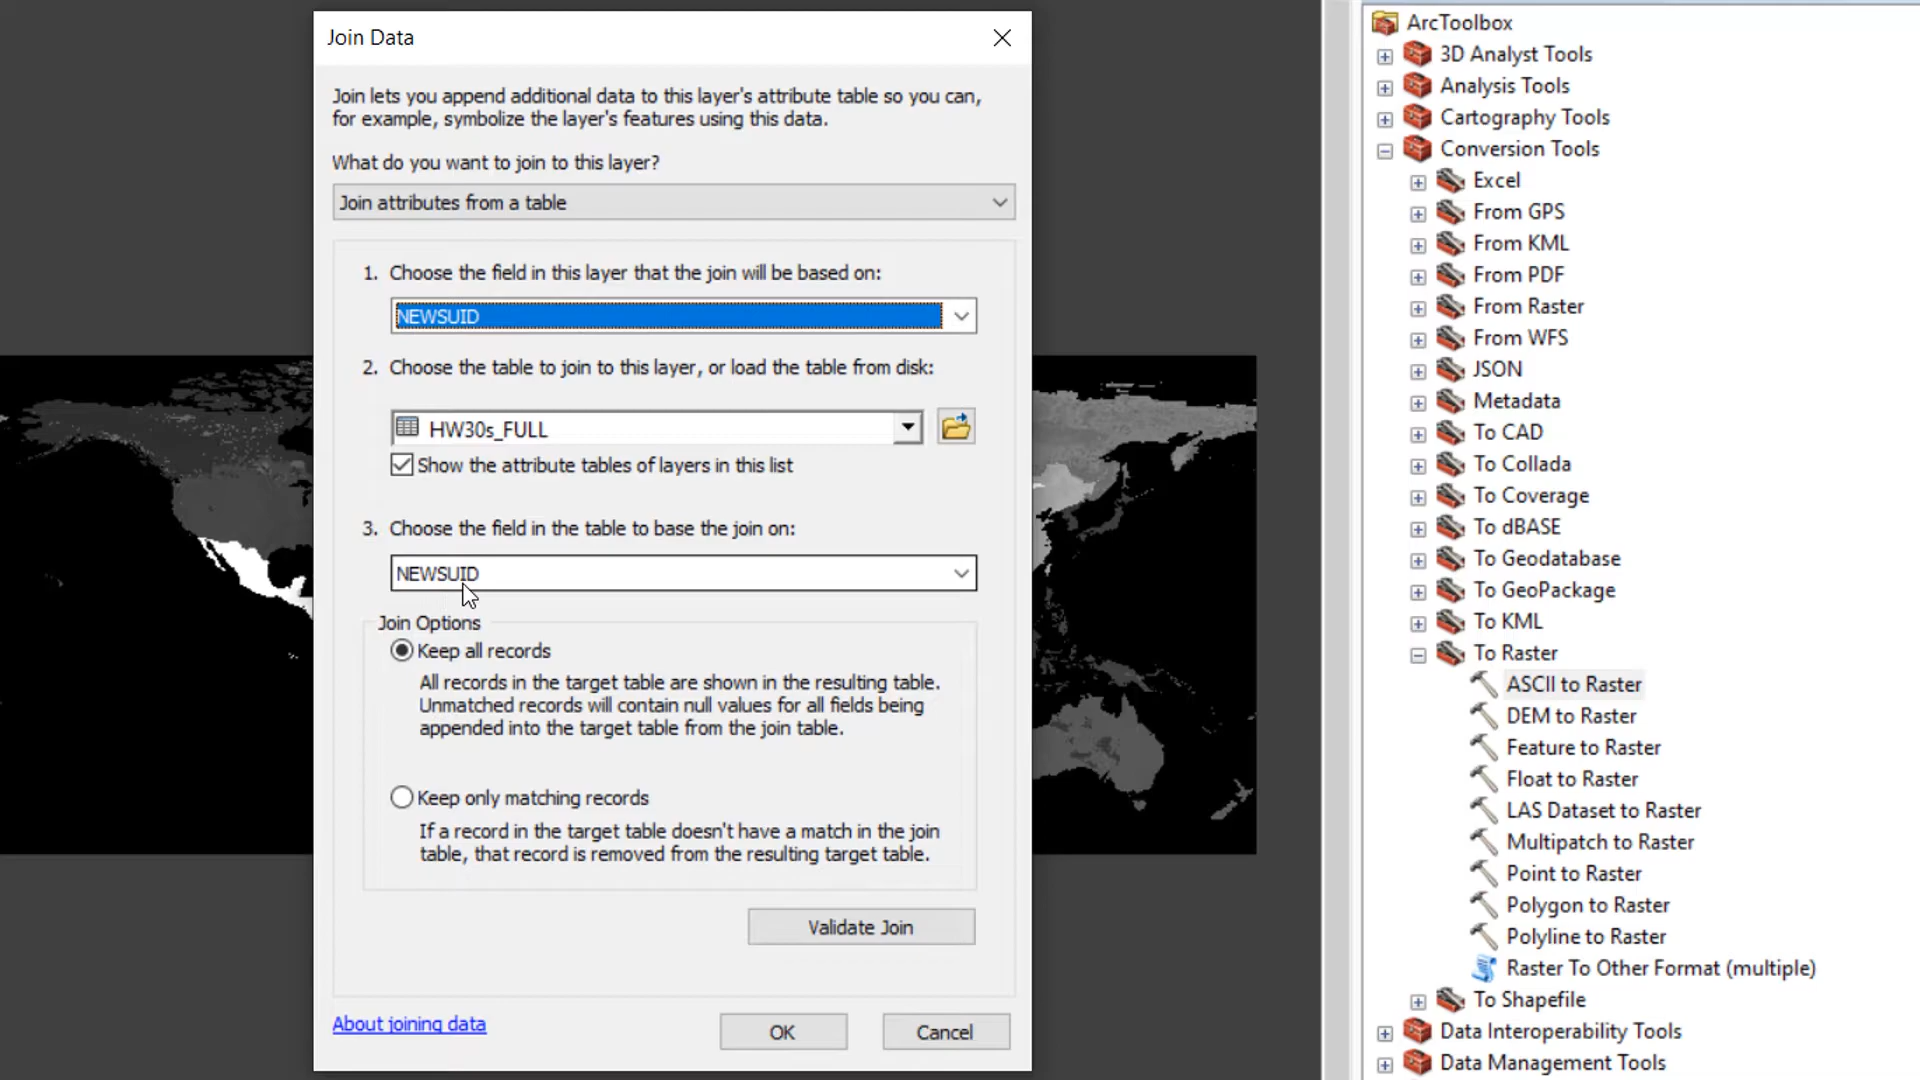 Join Data
Join lets you append additional data to this layer's attribute table so you can,
for example, symbolize the layer's features using this data.
What do you want to join to this layer?
Join attributes from a table
1. Choose the field in this layer that the join will be based on:
NEWSUID
2. Choose the table to join to this layer, or load the table from disk:
HW30s_FULL
Show the attribute tables of layers in this list
3. Choose the field in the table to base the join on:
NEWSUID
Join Options
Keep all records
All records in the target table are shown in the resulting table.
Unmatched records will contain null values for all fields being
appended into the target table from the join table.
Keep only matching records
If a record in the target table doesn't have a match in the join
table, that record is removed from the resulting target table.
Validate Join
About joining data
OK
Cancel
ArcToolbox
3D Analyst Tools
Analysis Tools
Cartography Tools
Conversion Tools
Excel
From GPS
From KML
From PDF
From Raster
From WFS
JSON
Metadata
To CAD
To Collada
To Coverage
To dBASE
To Geodatabase
To GeoPackage
To KML
To Raster
ASCII to Raster
DEM to Raster
Feature to Raster
Float to Raster
LAS Dataset to Raster
Multipatch to Raster
Point to Raster
Polygon to Raster
Polyline to Raster
Raster To Other Format (multiple)
To Shapefile
Data Interoperability Tools
Data Management Tools